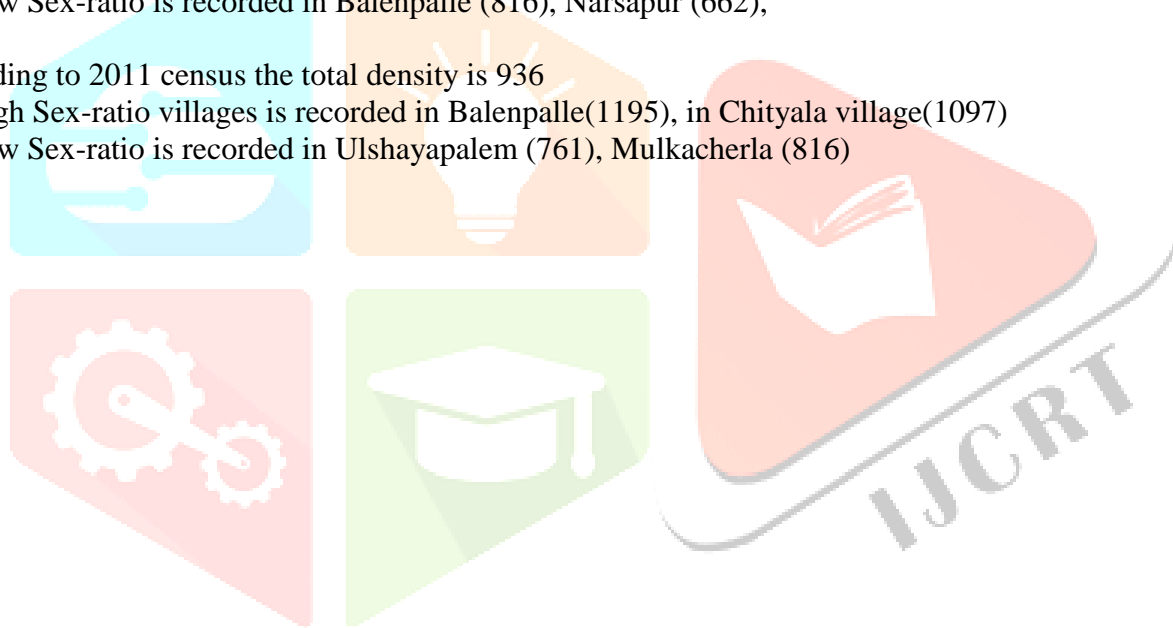 w Sex-ratio is recorded in Balenpalle (816), Narsapur (662),
ding to 2011 census the total density is 936
gh Sex-ratio villages is recorded in Balenpalle(1195), in Chityala village(1097)
w Sex-ratio is recorded in Ulshayapalem (761), Mulkacherla (816)
IJCRT